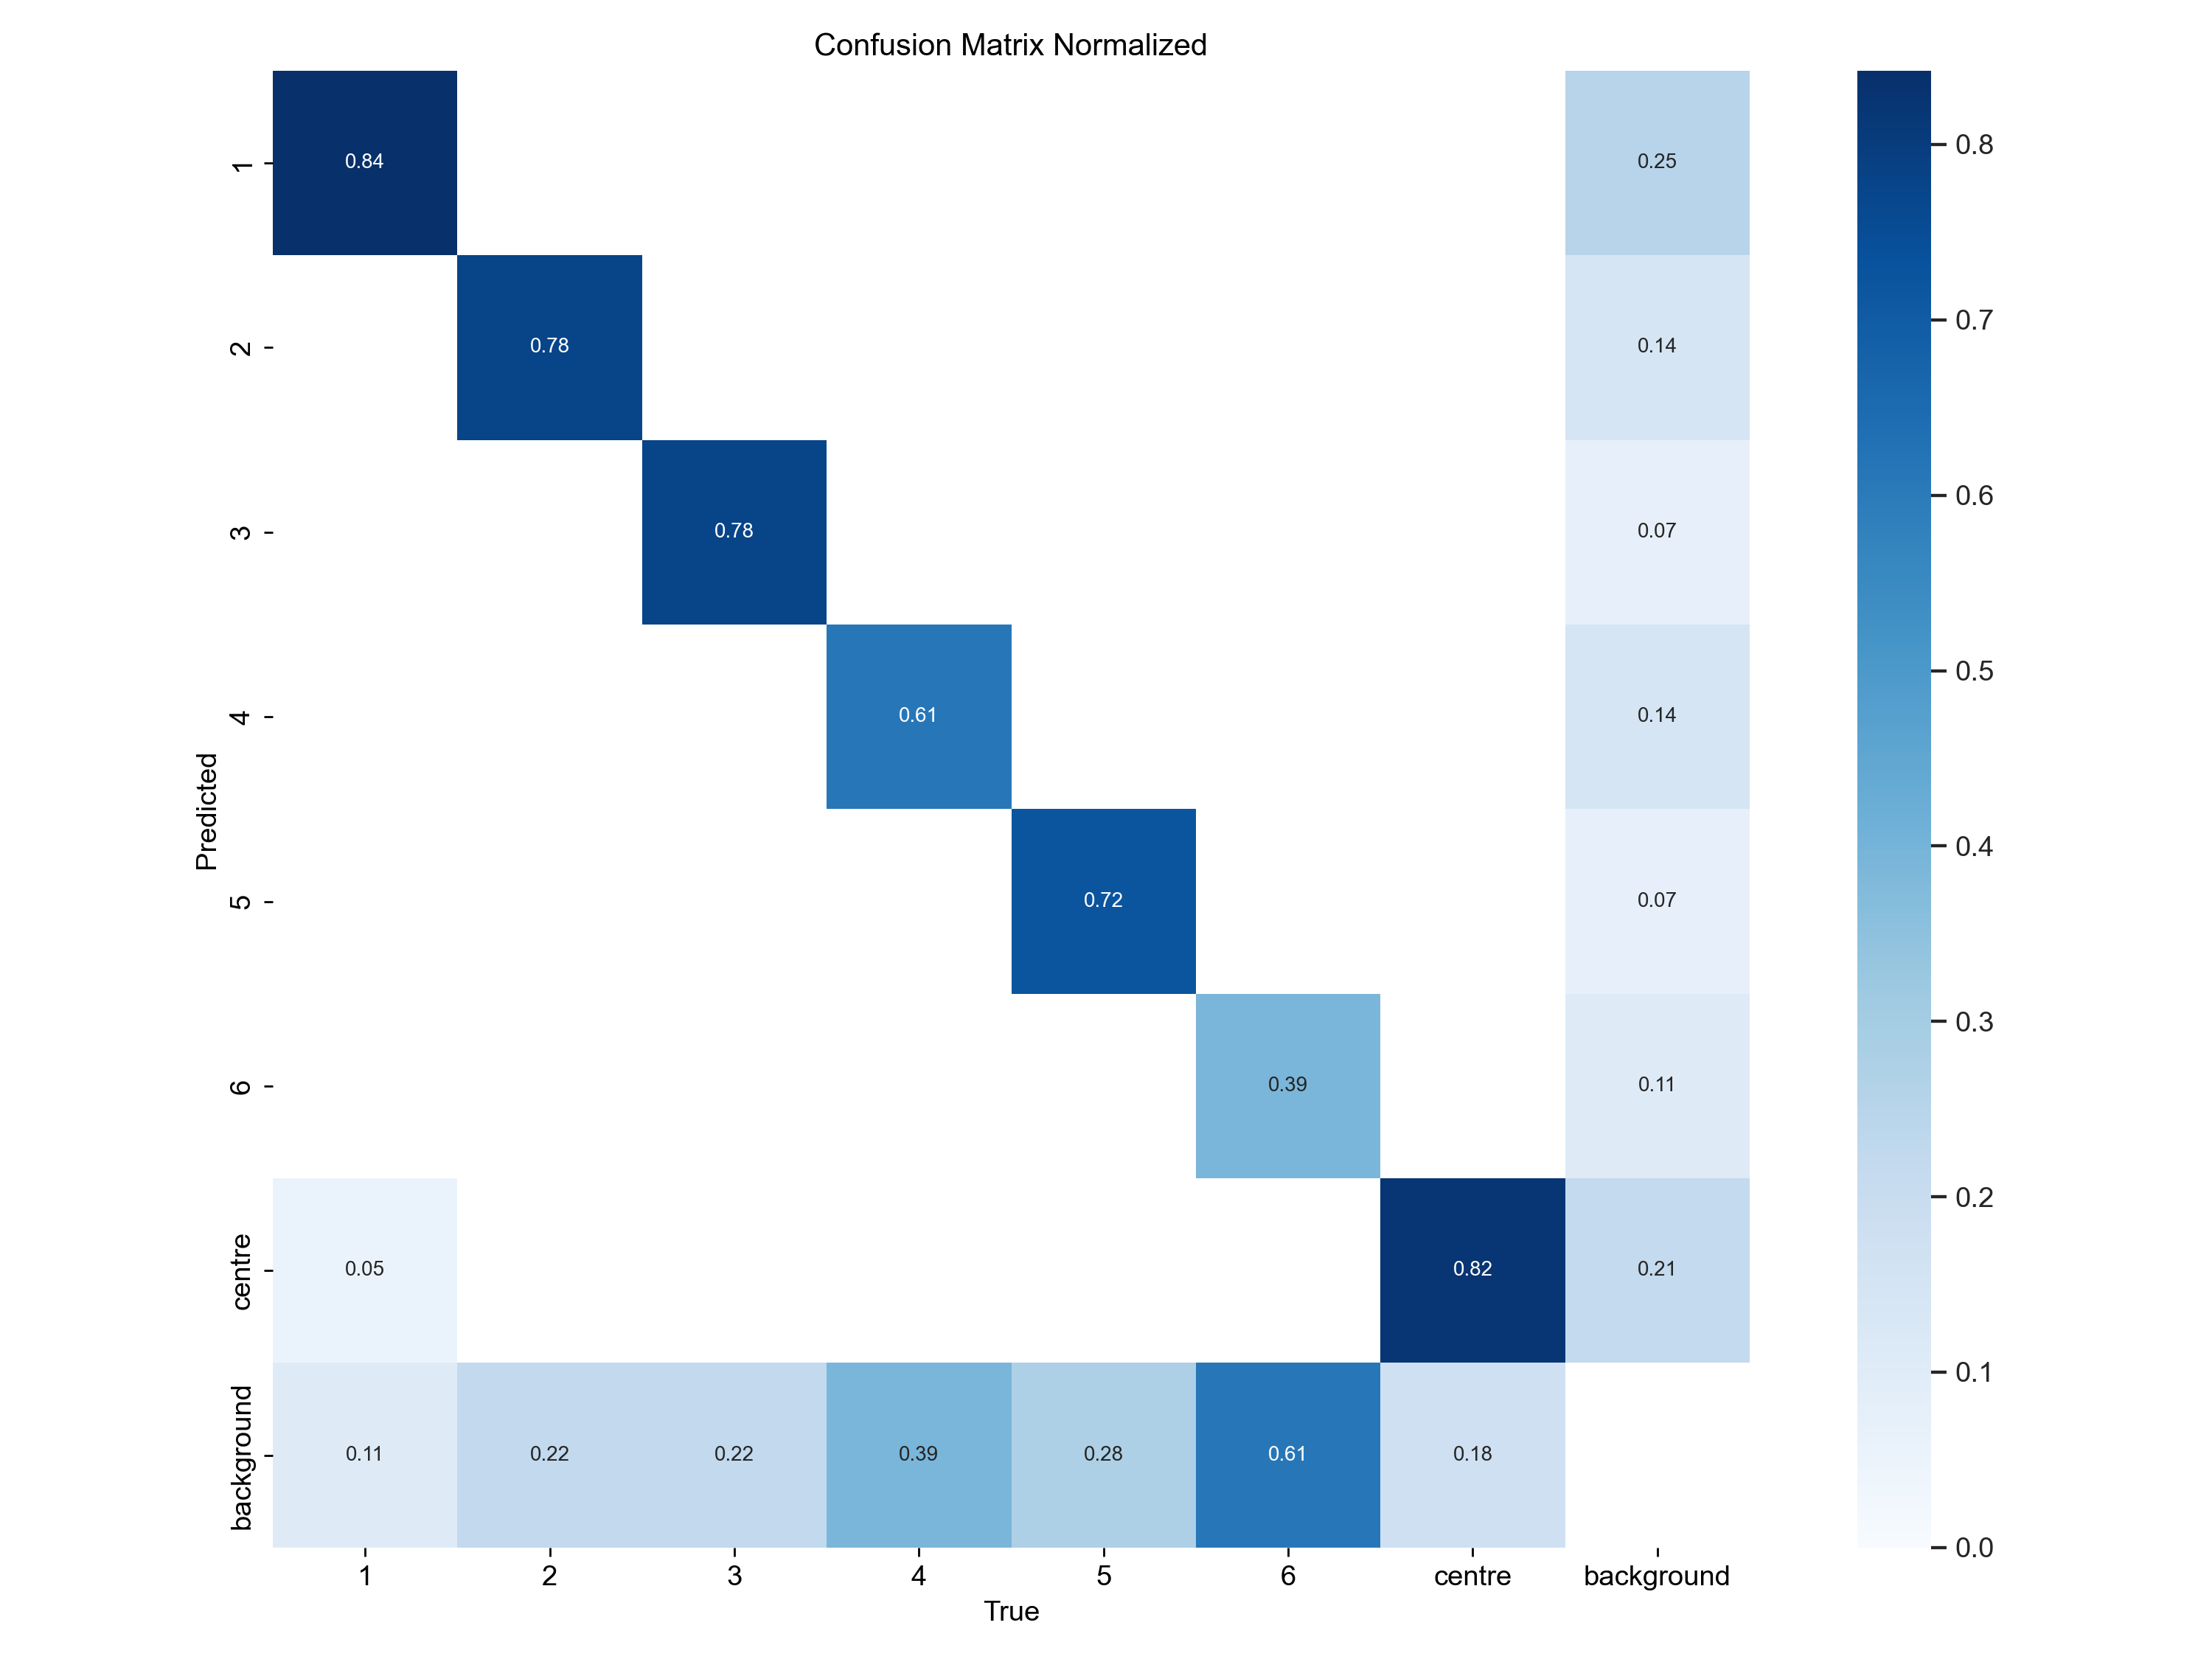 Confusion Matrix Normalized
1 0.84 0.25
2 0.78 0.14
3 0.78 0.07
4 0.61 0.14
5 0.72 0.07
6 0.39 0.11
centre 0.05 0.82 0.21
background 0.11 0.22 0.22 0.39 0.28 0.61 0.18
1 2 3 4 5 6 centre background
True
Predicted
0.8
0.7
0.6
0.5
0.4
0.3
0.2
0.1
0.0